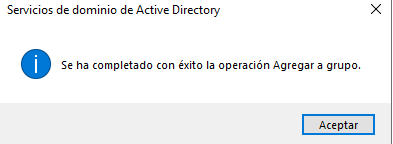 Servicios de dominio de Active Directory
Se ha completado con éxito la operación Agregar a grupo.
Aceptar